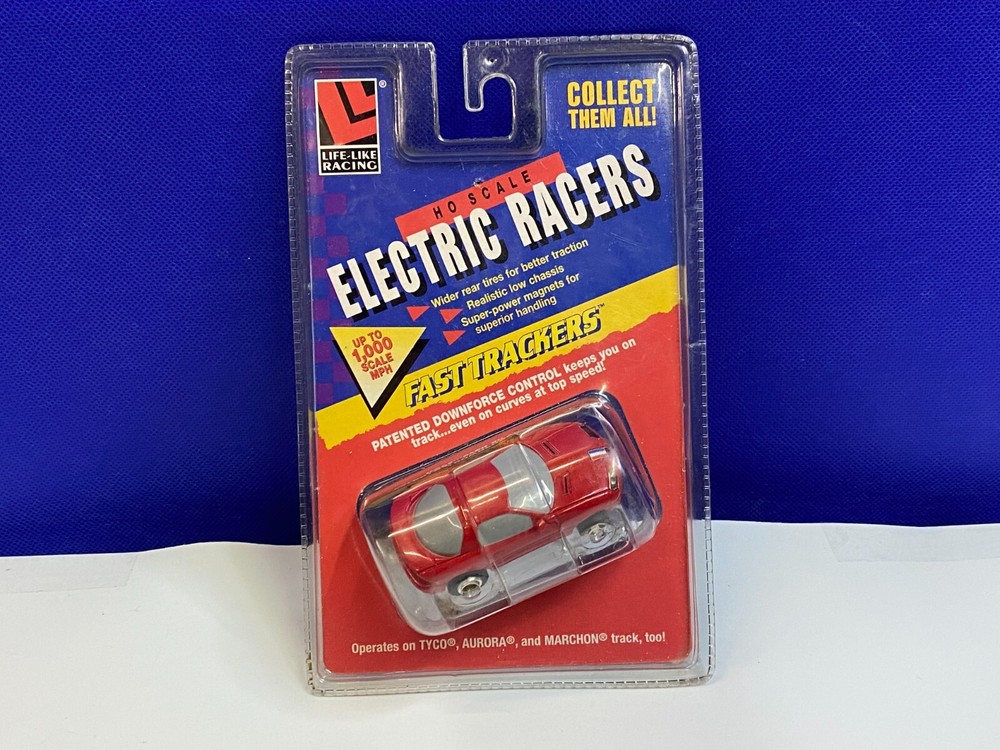 LIFE-LIKE
RACING
®
COLLECT
THEM ALL!
HO SCALE
ELECTRIC RACERS
Wider rear tires for better traction
Realistic low chassis
Super-power magnets for
superior handling
UP TO
1,000
SCALE
MPH
FAST TRACKERS™
PATENTED DOWNFORCE CONTROL keeps you on
track...even on curves at top speed!
Operates on TYCO®, AURORA®, and MARCHON® track, too!